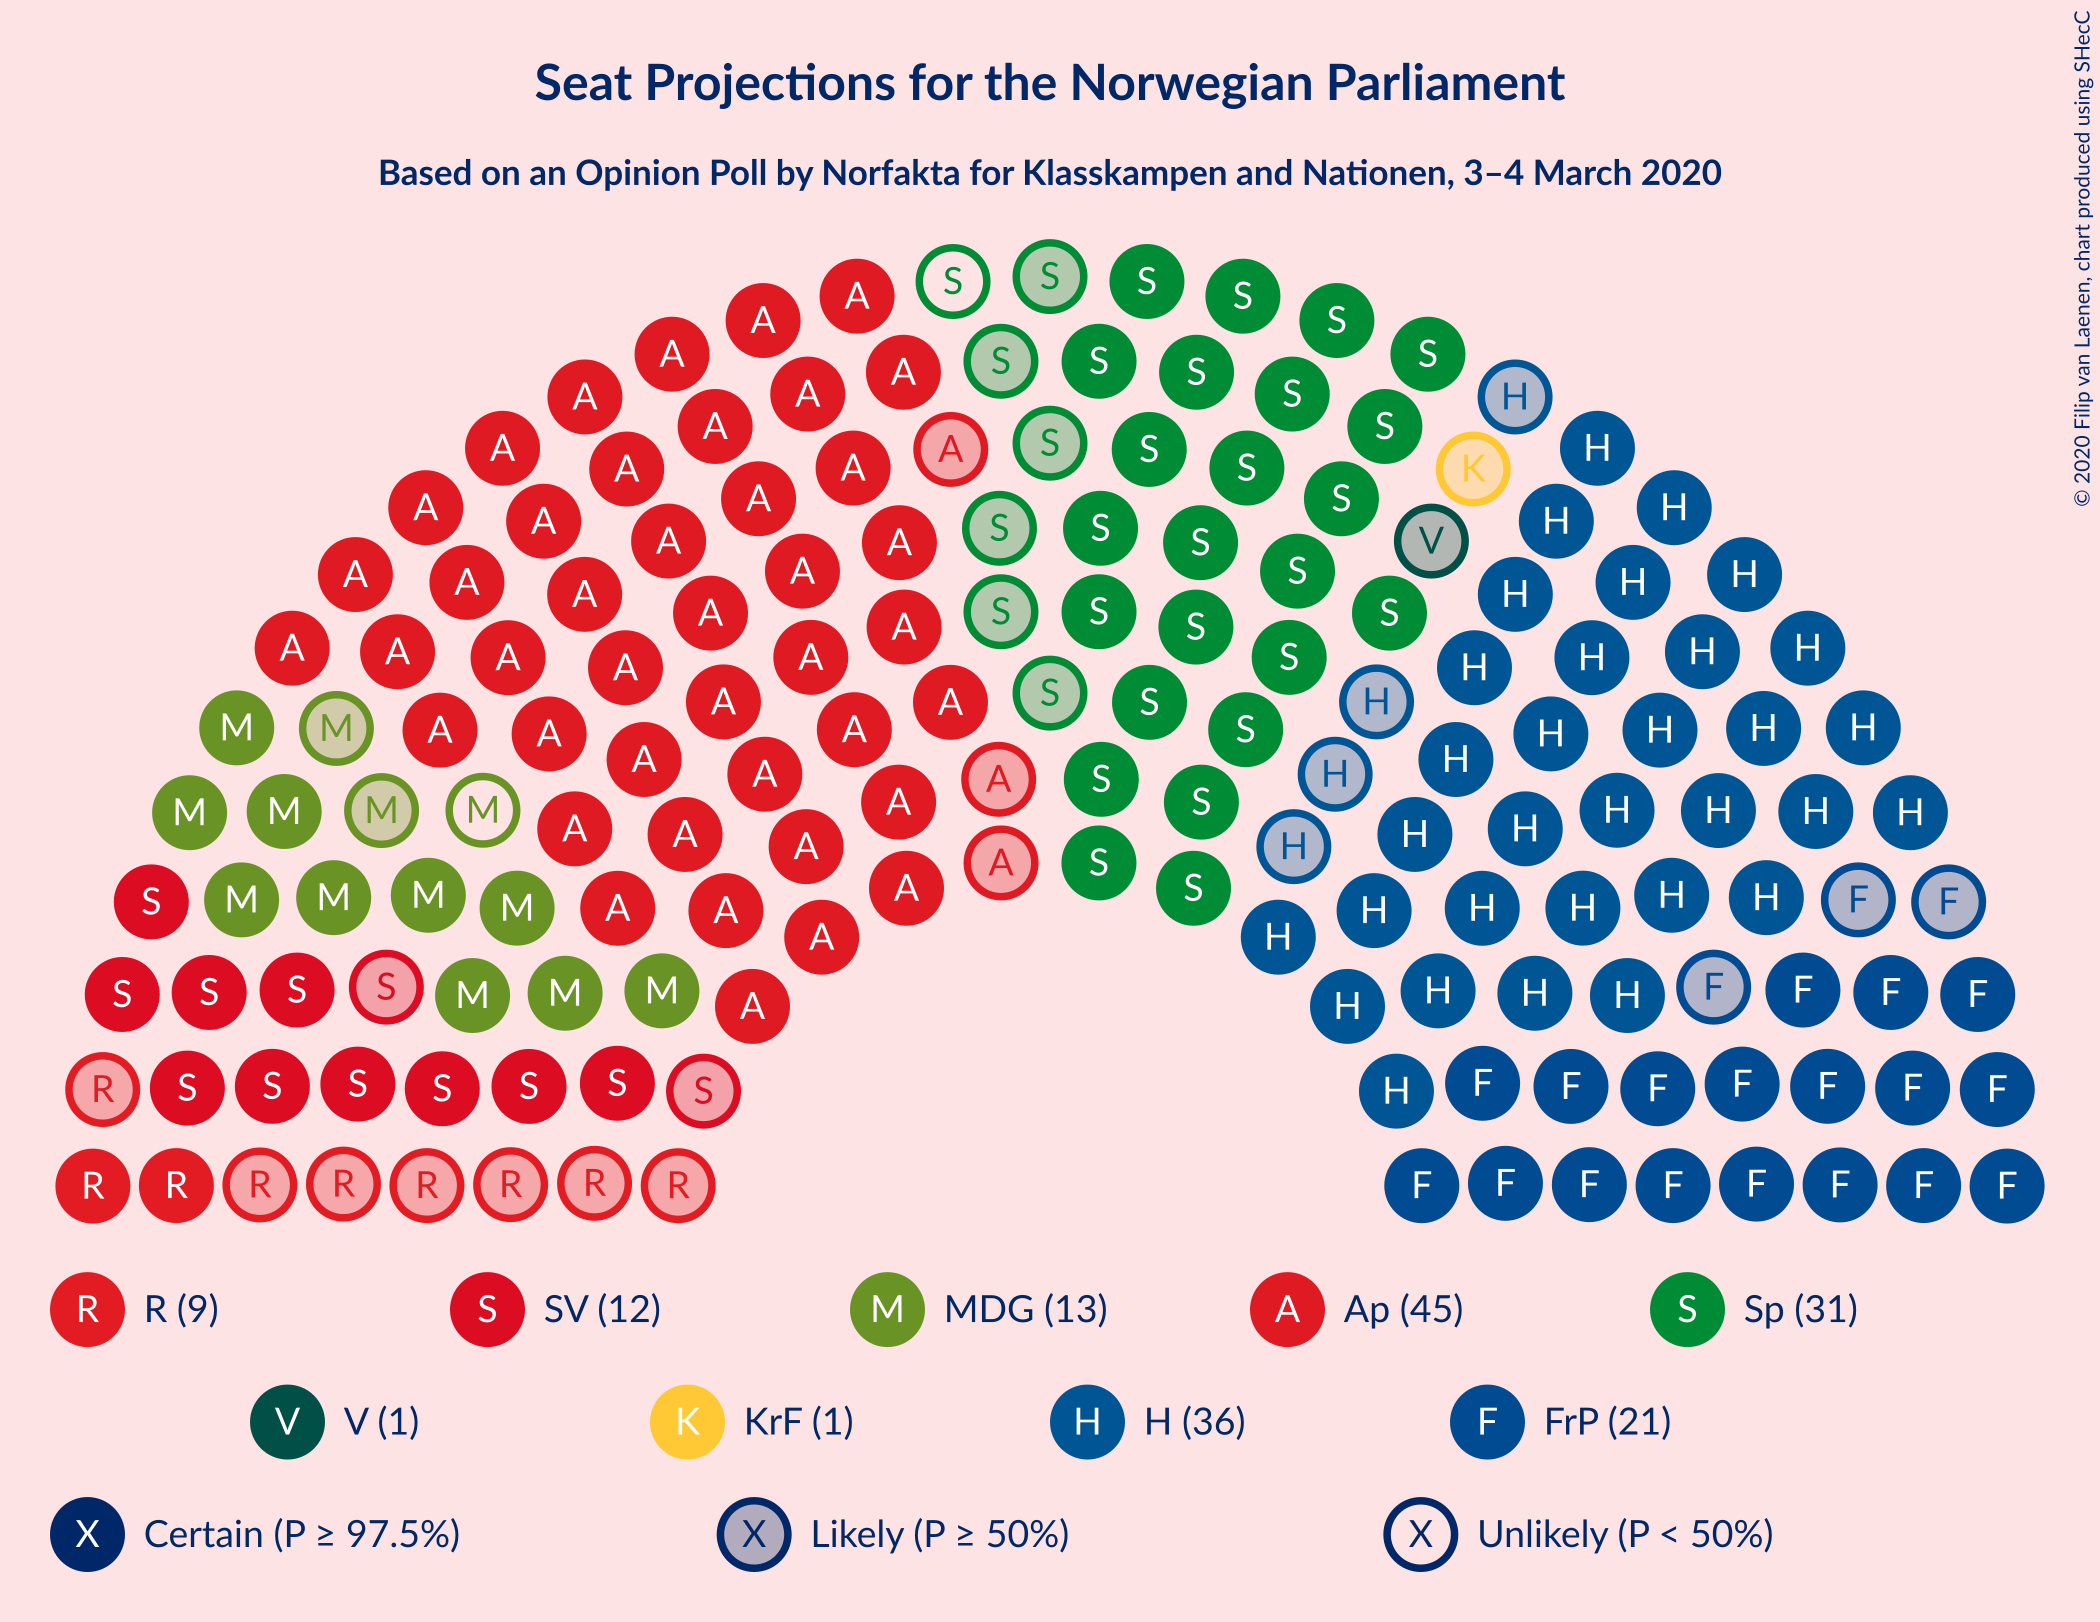 Seat Projections for the Norwegian Parliament
Based on an Opinion Poll by Norfakta for Klasskampen and Nationen, 3–4 March 2020
© 2020 Filip van Laenen, chart produced using SHecC
A S S S S
A A S S
A A S S S S H
A A A S S S K H
A A A A S S S V H H
A A A A S S S S H H
A A A A S S S S H H H
A A A A A S S H H H H
M M A A A A A S S H H H H H H
M M M M A A A A A S S H H H H H H H
S M M M M A A A A S S H H H H H H F F
S S S S M M M A H H H H F F F F
R S S S S S S S H F F F F F F F
R R R R R R R R F F F F F F F F
R R (9) S SV (12) M MDG (13) A Ap (45) S Sp (31)
V V (1) K KrF (1) H H (36) F FrP (21)
X Certain (P ≥ 97.5%) X Likely (P ≥ 50%) X Unlikely (P < 50%)